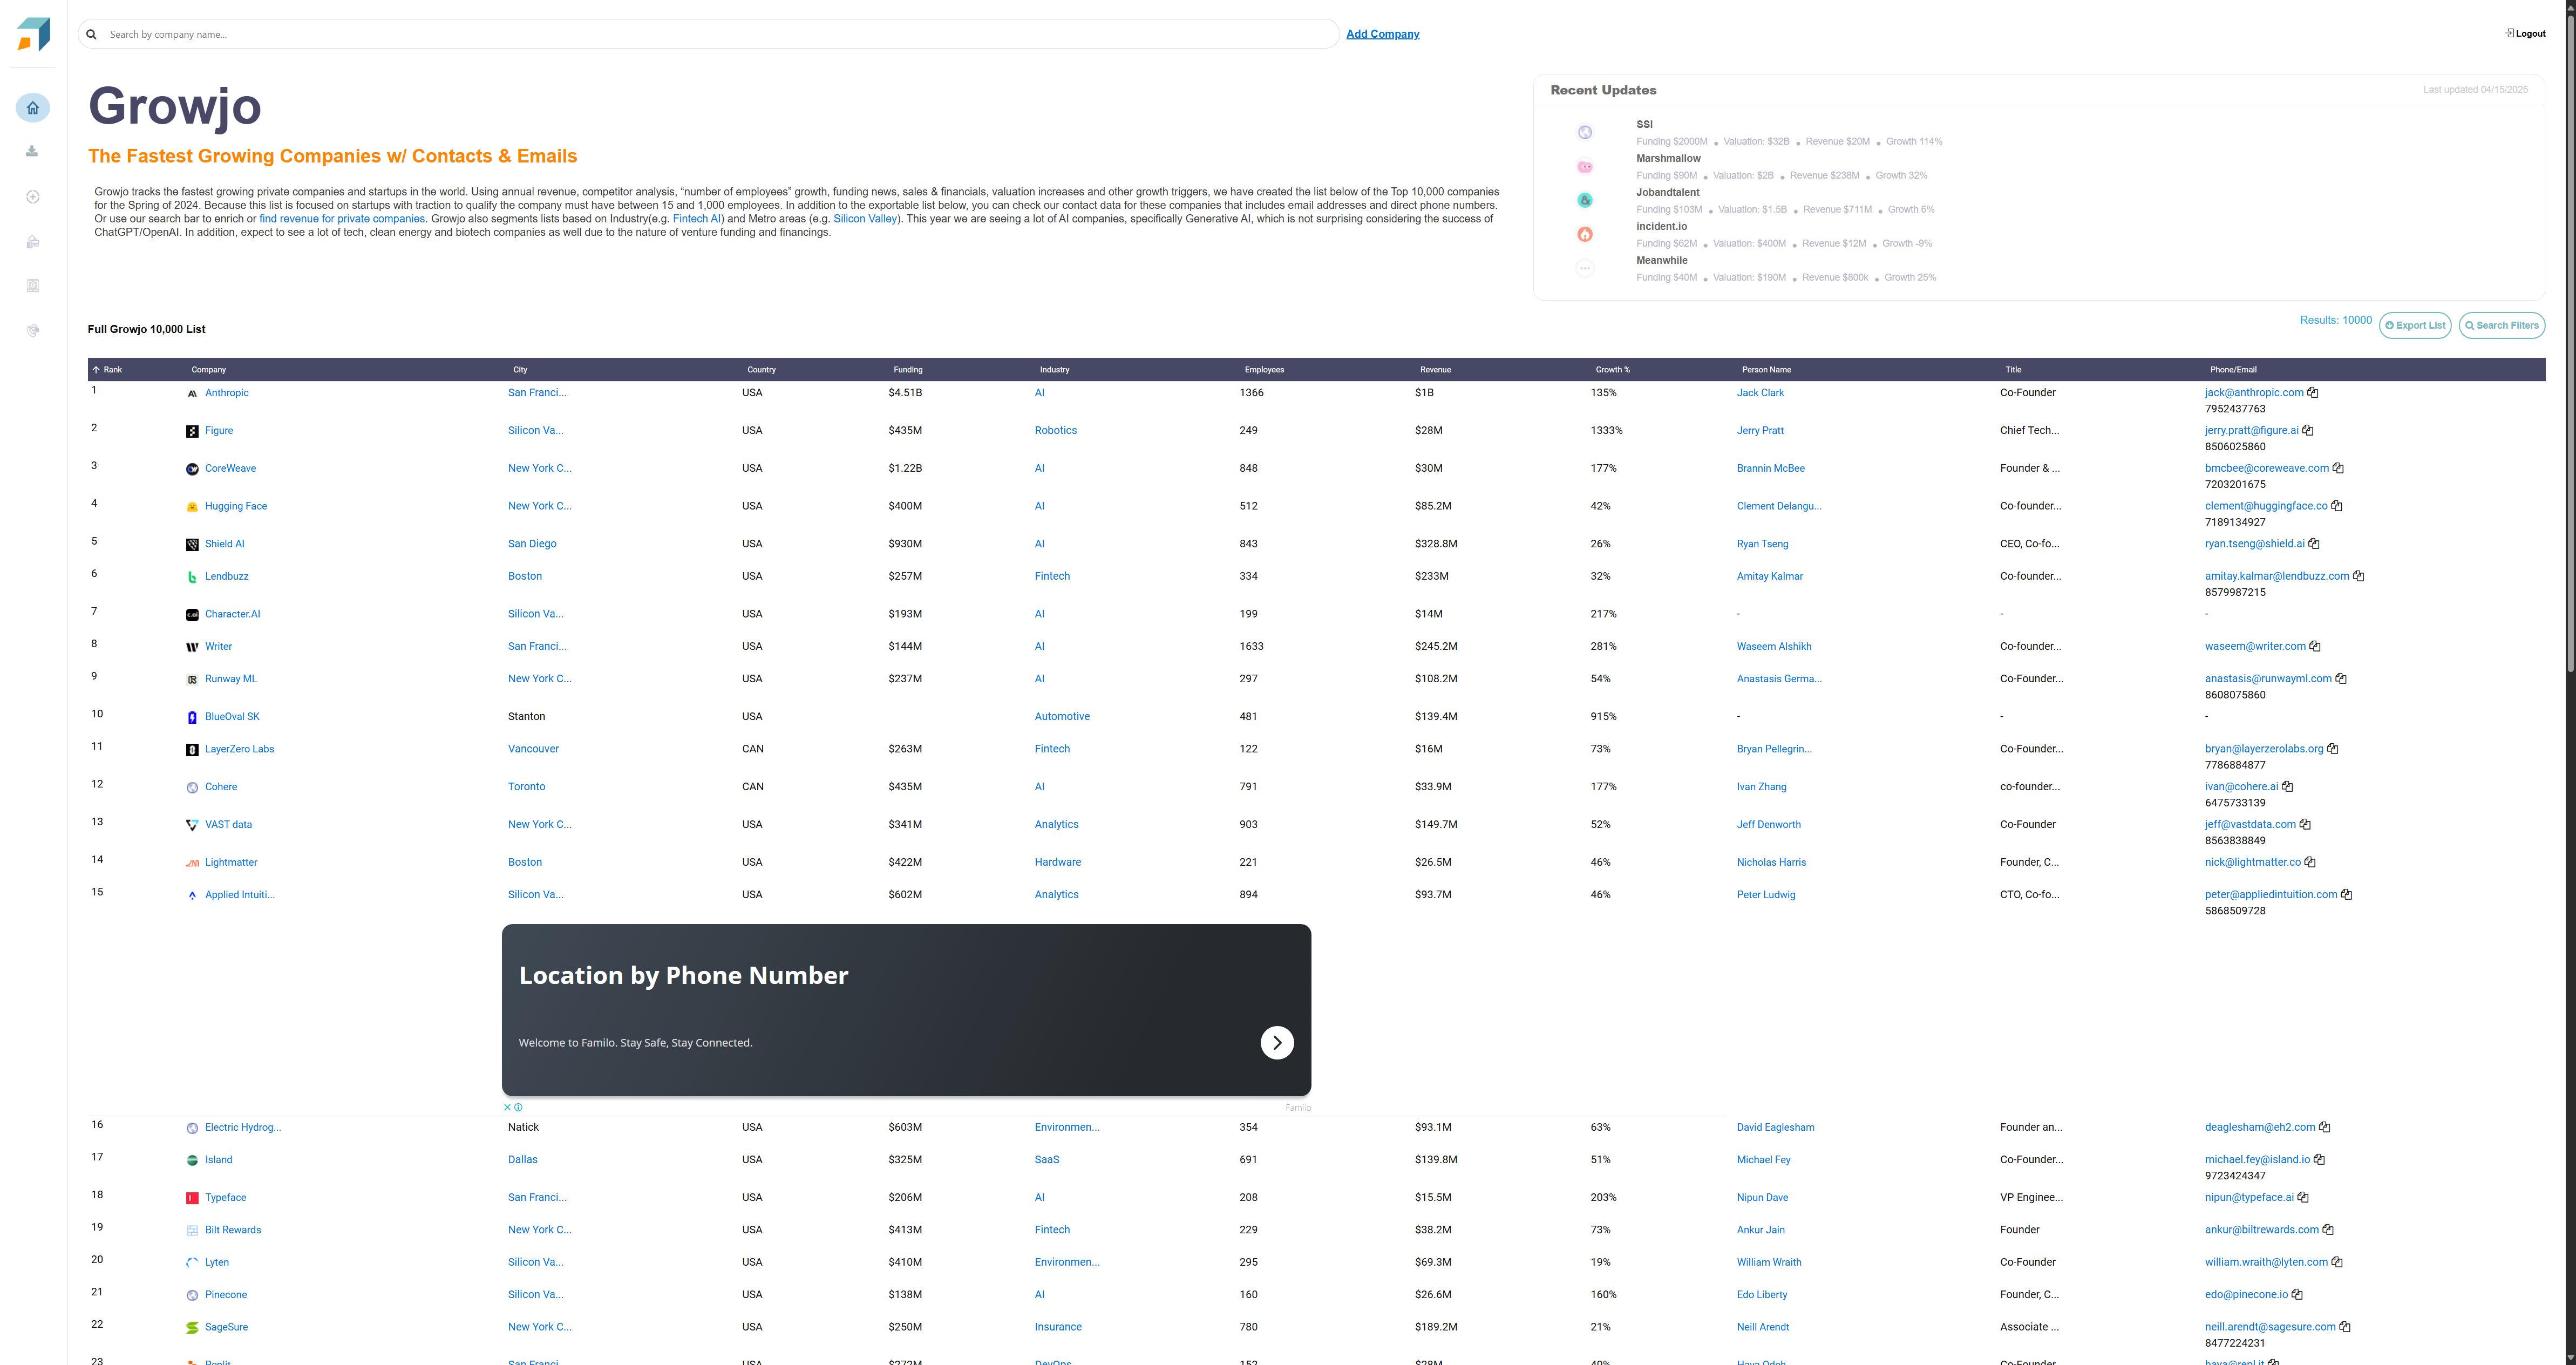 Search by company name...
Add Company
Logout
Growjo
The Fastest Growing Companies w/ Contacts & Emails
Growjo tracks the fastest growing private companies and startups in the world. Using annual revenue, competitor analysis, “number of employees” growth, funding news, sales & financials, valuation increases and other growth triggers, we have created the list below of the Top 10,000 companies
for the Spring of 2024. Because this list is focused on startups with traction to qualify the company must have between 15 and 1,000 employees. In addition to the exportable list below, you can check our contact data for these companies that includes email addresses and direct phone numbers.
Or use our search bar to enrich or find revenue for private companies. Growjo also segments lists based on Industry(e.g. Fintech AI) and Metro areas (e.g. Silicon Valley). This year we are seeing a lot of AI companies, specifically Generative AI, which is not surprising considering the success of
ChatGPT/OpenAI. In addition, expect to see a lot of tech, clean energy and biotech companies as well due to the nature of venture funding and financings.
Recent Updates Last updated 04/15/2025
SSI
Funding $2000M • Valuation: $32B • Revenue $20M • Growth 114%
Marshmallow
Funding $90M • Valuation: $2B • Revenue $238M • Growth 32%
Jobandtalent
Funding $103M • Valuation: $1.5B • Revenue $711M • Growth 6%
incident.io
Funding $62M • Valuation: $400M • Revenue $12M • Growth -9%
Meanwhile
Funding $40M • Valuation: $190M • Revenue $800k • Growth 25%
Full Growjo 10,000 List
Results: 10000 Export List Search Filters
Rank Company City Country Funding Industry Employees Revenue Growth % Person Name Title Phone/Email
1 Anthropic San Franci... USA $4.51B AI 1366 $1B 135% Jack Clark Co-Founder jack@anthropic.com
7952437763
2 Figure Silicon Va... USA $435M Robotics 249 $28M 1333% Jerry Pratt Chief Tech... jerry.pratt@figure.ai
8506025860
3 CoreWeave New York C... USA $1.22B AI 848 $30M 177% Brannin McBee Founder & ... bmcbee@coreweave.com
7203201675
4 Hugging Face New York C... USA $400M AI 512 $85.2M 42% Clement Delangu... Co-founder... clement@huggingface.co
7189134927
5 Shield AI San Diego USA $930M AI 843 $328.8M 26% Ryan Tseng CEO, Co-fo... ryan.tseng@shield.ai
6 Lendbuzz Boston USA $257M Fintech 334 $233M 32% Amitay Kalmar Co-founder... amitay.kalmar@lendbuzz.com
8579987215
7 Character.AI Silicon Va... USA $193M AI 199 $14M 217% - - -
8 Writer San Franci... USA $144M AI 1633 $245.2M 281% Waseem Alshikh Co-founder... waseem@writer.com
9 Runway ML New York C... USA $237M AI 297 $108.2M 54% Anastasis Germa... Co-Founder... anastasis@runwayml.com
8608075860
10 BlueOval SK Stanton USA Automotive 481 $139.4M 915% - - -
11 LayerZero Labs Vancouver CAN $263M Fintech 122 $16M 73% Bryan Pellegrin... Co-Founder... bryan@layerzerolabs.org
7786884877
12 Cohere Toronto CAN $435M AI 791 $33.9M 177% Ivan Zhang co-founder... ivan@cohere.ai
6475733139
13 VAST data New York C... USA $341M Analytics 903 $149.7M 52% Jeff Denworth Co-Founder jeff@vastdata.com
8563838849
14 Lightmatter Boston USA $422M Hardware 221 $26.5M 46% Nicholas Harris Founder, C... nick@lightmatter.co
15 Applied Intuiti... Silicon Va... USA $602M Analytics 894 $93.7M 46% Peter Ludwig CTO, Co-fo... peter@appliedintuition.com
5868509728
Location by Phone Number
Welcome to Familo. Stay Safe, Stay Connected.
Familo
16 Electric Hydrog... Natick USA $603M Environmen... 354 $93.1M 63% David Eaglesham Founder an... deaglesham@eh2.com
17 Island Dallas USA $325M SaaS 691 $139.8M 51% Michael Fey Co-Founder... michael.fey@island.io
9723424347
18 Typeface San Franci... USA $206M AI 208 $15.5M 203% Nipun Dave VP Enginee... nipun@typeface.ai
19 Bilt Rewards New York C... USA $413M Fintech 229 $38.2M 73% Ankur Jain Founder ankur@biltrewards.com
20 Lyten Silicon Va... USA $410M Environmen... 295 $69.3M 19% William Wraith Co-Founder william.wraith@lyten.com
21 Pinecone Silicon Va... USA $138M AI 160 $26.6M 160% Edo Liberty Founder, C... edo@pinecone.io
22 SageSure New York C... USA $250M Insurance 780 $189.2M 21% Neill Arendt Associate ... neill.arendt@sagesure.com
8477224231
23 Replit San Franci... USA $272M DevOps 152 $28M 40% Haya Odeh Co-Founder haya@repl.it